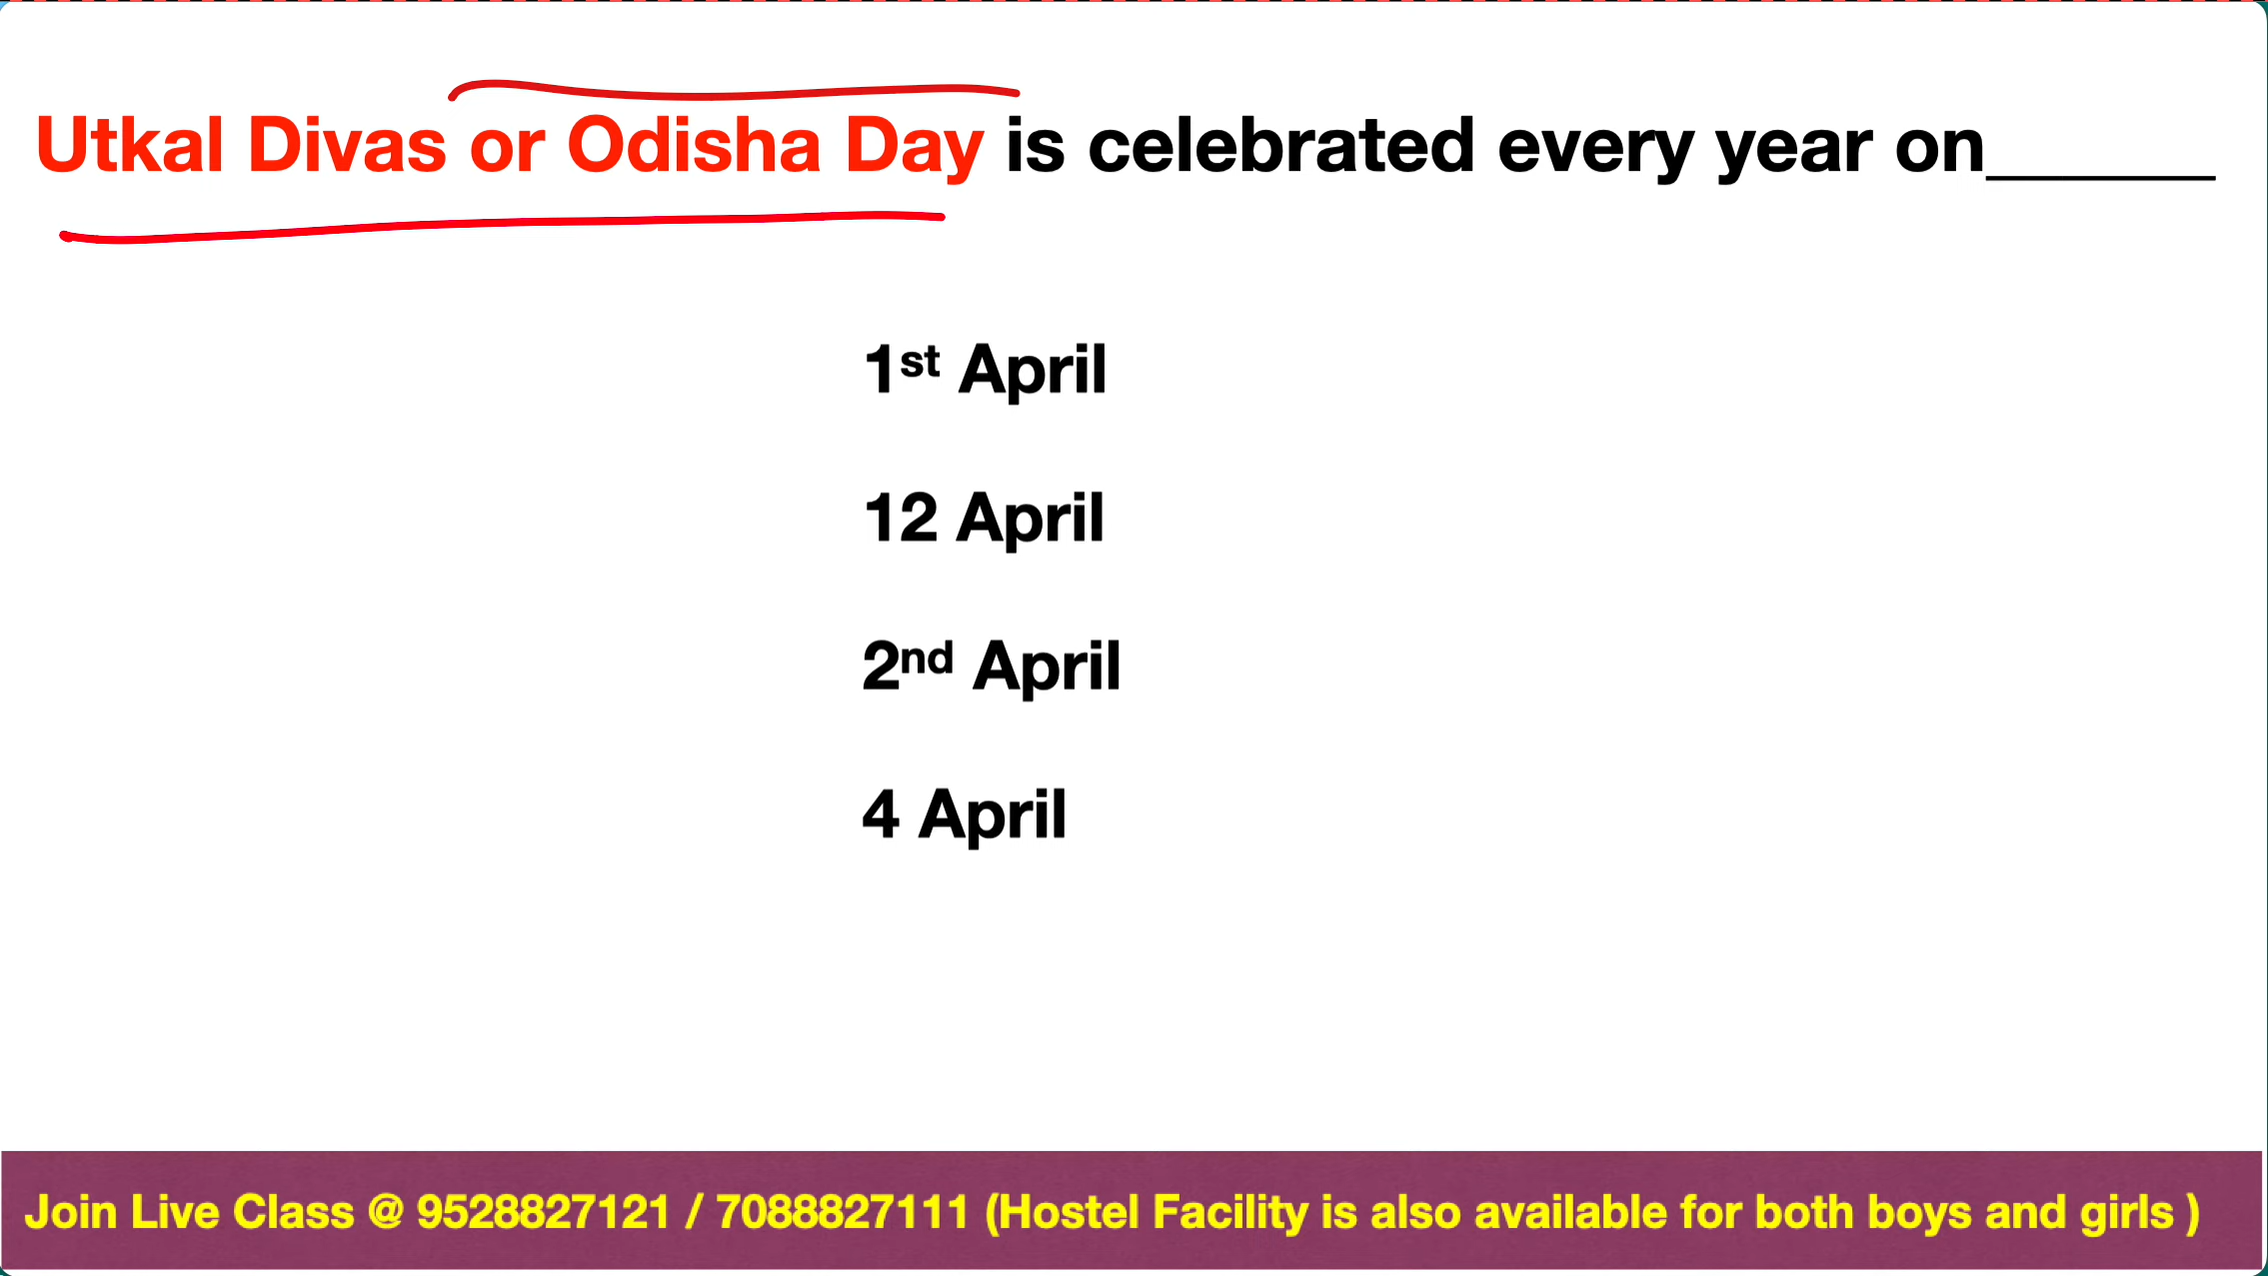 Utkal Divas or Odisha Day is celebrated every year on______
1st April
12 April
2nd April
4 April
Join Live Class @ 9528827121 / 7088827111 (Hostel Facility is also available for both boys and girls )